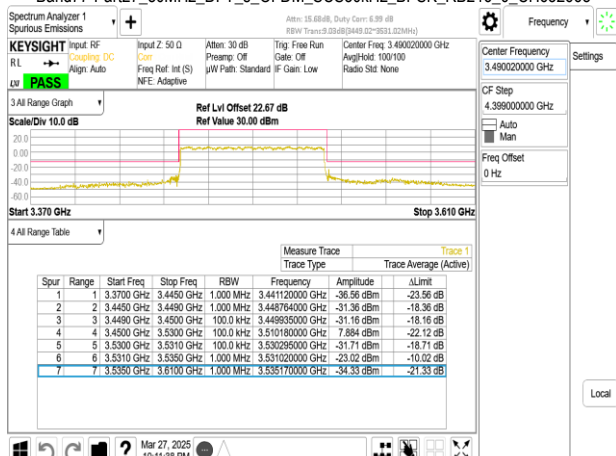 Spectrum Analyzer 1
Spurious Emissions
Attn: 15.68dB, Duty Corr: 6.99 dB
RBW Trans:9.03dB(3449.02~3531.02MHz)
Frequency
Settings
KEYSIGHT Input: RF
RL
Coupling: DC
Align: Auto
LXI PASS
Input Z: 50 Ω
Corr
Freq Ref: Int (S)
NFE: Adaptive
Atten: 30 dB
Preamp: Off
µW Path: Standard
Trig: Free Run
Gate: Off
IF Gain: Low
Center Freq: 3.490020000 GHz
Avg|Hold: 100/100
Radio Std: None
Center Frequency
3.490020000 GHz
CF Step
4.399000000 GHz
Auto
Man
Freq Offset
0 Hz
3 All Range Graph
Scale/Div 10.0 dB
Ref Lvl Offset 22.67 dB
Ref Value 30.00 dBm
20.0
0.00
-20.0
-40.0
-60.0
Start 3.370 GHz
Stop 3.610 GHz
4 All Range Table
Measure Trace Trace 1
Trace Type Trace Average (Active)
Spur Range Start Freq Stop Freq RBW Frequency Amplitude ΔLimit
1 1 3.3700 GHz 3.4450 GHz 1.000 MHz 3.441120000 GHz -36.56 dBm -23.56 dB
2 2 3.4450 GHz 3.4490 GHz 1.000 MHz 3.448764000 GHz -31.36 dBm -18.36 dB
3 3 3.4490 GHz 3.4500 GHz 100.0 kHz 3.449935000 GHz -31.16 dBm -18.16 dB
4 4 3.4500 GHz 3.5300 GHz 100.0 kHz 3.510180000 GHz 7.884 dBm -22.12 dB
5 5 3.5300 GHz 3.5310 GHz 100.0 kHz 3.530295000 GHz -31.71 dBm -18.71 dB
6 6 3.5310 GHz 3.5350 GHz 1.000 MHz 3.531020000 GHz -23.02 dBm -10.02 dB
7 7 3.5350 GHz 3.6100 GHz 1.000 MHz 3.535170000 GHz -34.33 dBm -21.33 dB
Local
Mar 27, 2025